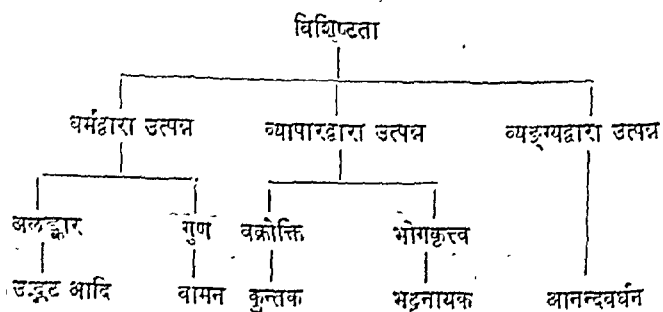 विशिष्टता
धर्मद्वारा उत्पन्न व्यापारद्वारा उत्पन्न व्यङ्ग्यद्वारा उत्पन्न
अलङ्कार गुण वक्रोक्ति भोगकृत्त्व
उद्भट आदि वामन कुन्तक भट्टनायक आनन्दवर्धन